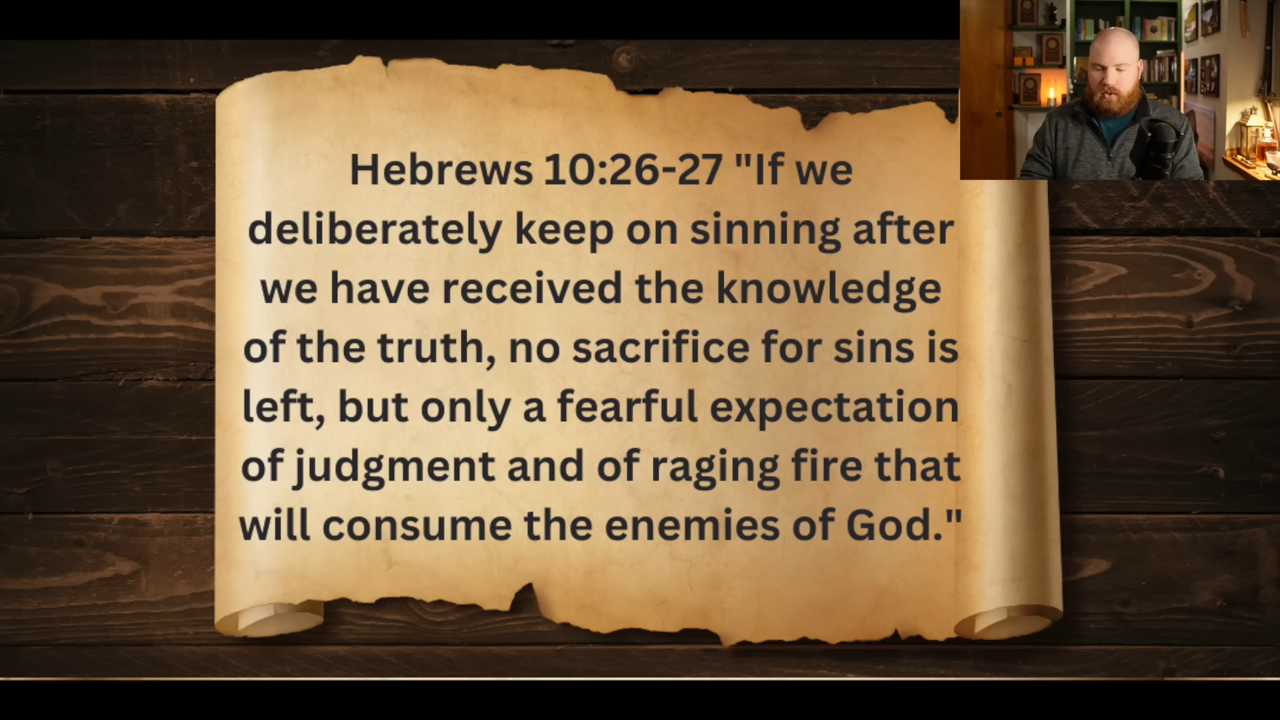 Hebrews 10:26-27 "If we
deliberately keep on sinning after
we have received the knowledge
of the truth, no sacrifice for sins is
left, but only a fearful expectation
of judgment and of raging fire that
will consume the enemies of God."